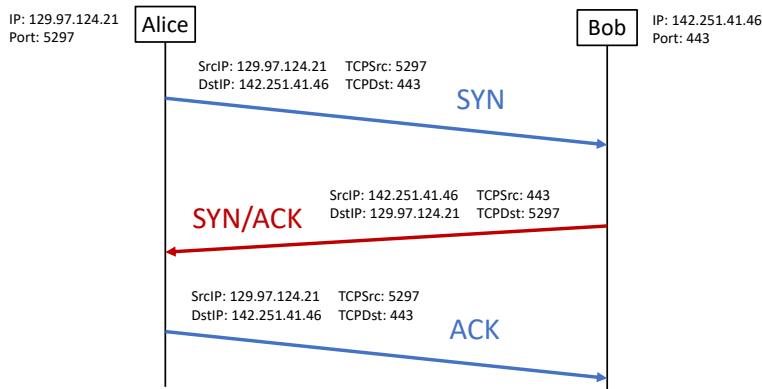 IP: 129.97.124.21
Port: 5297
Alice
Bob
IP: 142.251.41.46
Port: 443
SrcIP: 129.97.124.21 TCPSrc: 5297
DstIP: 142.251.41.46 TCPDst: 443
SYN
SrcIP: 142.251.41.46 TCPSrc: 443
DstIP: 129.97.124.21 TCPDst: 5297
SYN/ACK
SrcIP: 129.97.124.21 TCPSrc: 5297
DstIP: 142.251.41.46 TCPDst: 443
ACK